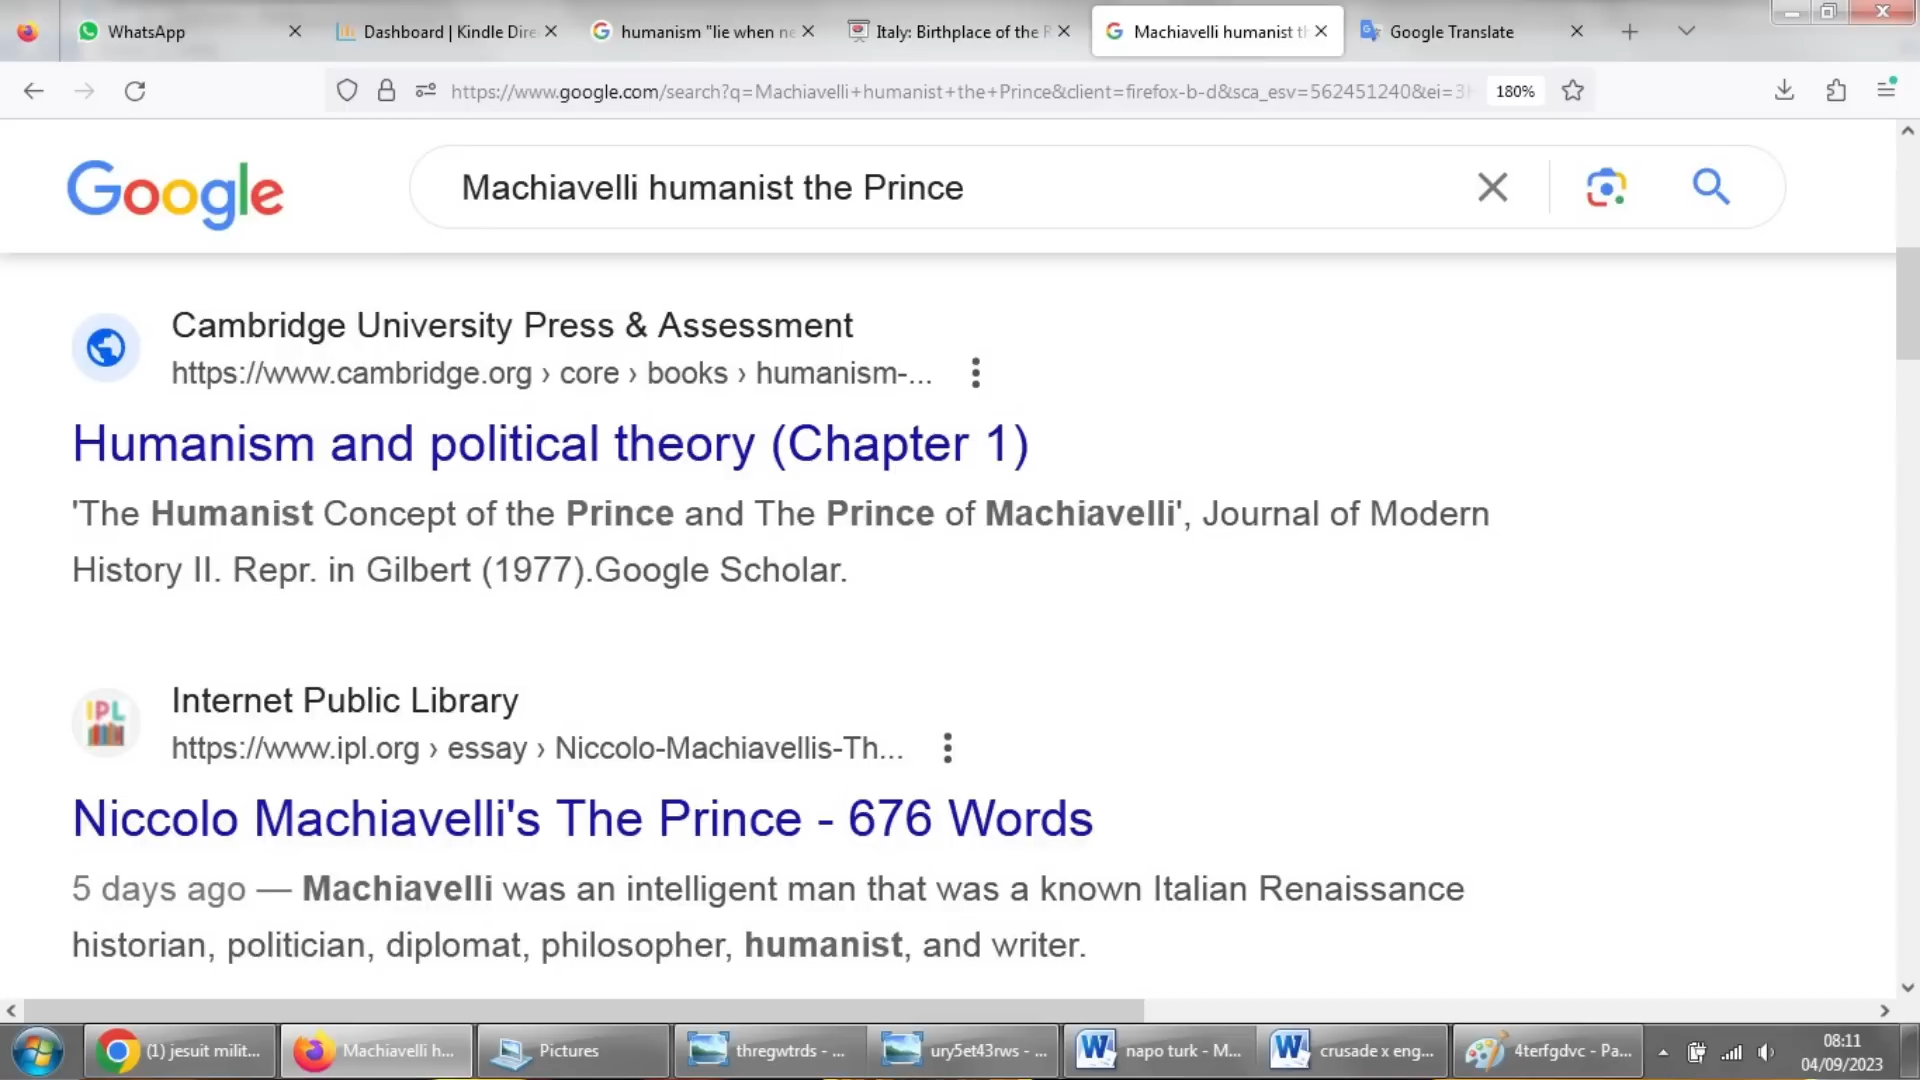 WhatsApp
Dashboard | Kindle Dire
humanism "lie when ne
Italy: Birthplace of the R
Machiavelli humanist th
Google Translate
https://www.google.com/search?q=Machiavelli+humanist+the+Prince&client=firefox-b-d&sca_esv=562451240&ei=3
180%
Google
Machiavelli humanist the Prince
Cambridge University Press & Assessment
https://www.cambridge.org › core › books › humanism-...
Humanism and political theory (Chapter 1)
'The Humanist Concept of the Prince and The Prince of Machiavelli', Journal of Modern
History II. Repr. in Gilbert (1977).Google Scholar.
IPL
Internet Public Library
https://www.ipl.org › essay › Niccolo-Machiavellis-Th...
Niccolo Machiavelli's The Prince - 676 Words
5 days ago — Machiavelli was an intelligent man that was a known Italian Renaissance
historian, politician, diplomat, philosopher, humanist, and writer.
(1) jesuit milit...
Machiavelli h...
Pictures
thregwtrds - ...
ury5et43rws - ...
napo turk - M...
crusade x eng...
4terfgdvc - Pa...
08:11
04/09/2023